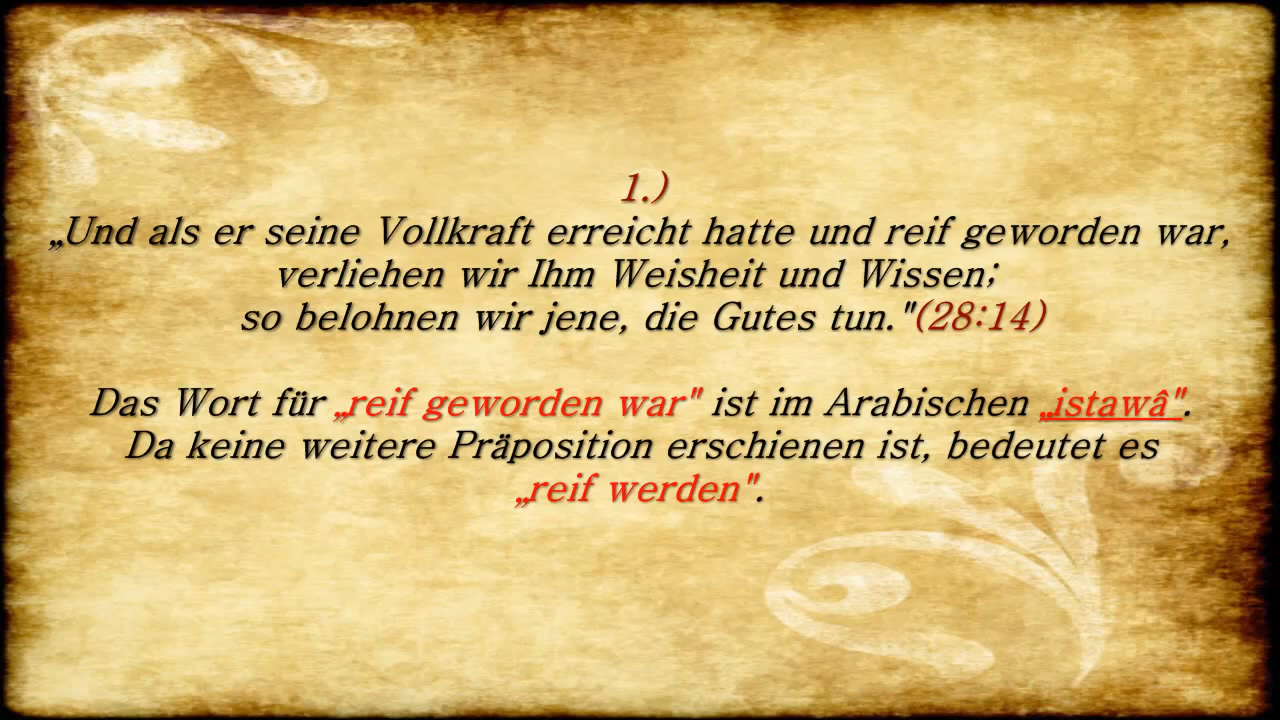 1.)
„Und als er seine Vollkraft erreicht hatte und reif geworden war,
verliehen wir Ihm Weisheit und Wissen;
so belohnen wir jene, die Gutes tun."(28:14)
Das Wort für „reif geworden war" ist im Arabischen „istawâ".
Da keine weitere Präposition erschienen ist, bedeutet es
„reif werden".